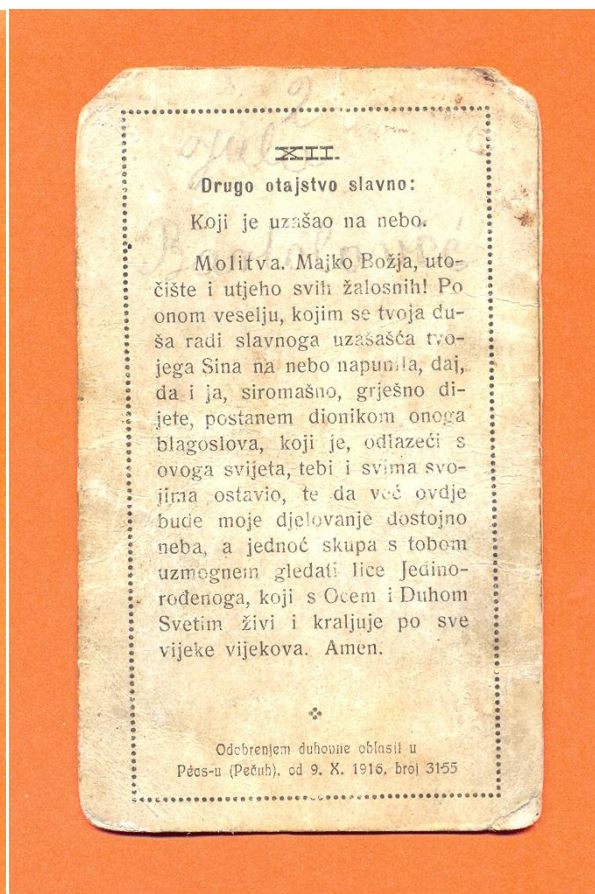 2
XII.
Drugo otajstvo slavno:
Koji je uzašao na nebo.
Molitva. Majko Božja, uto-
čište i utjeho svih žalosnih! Po
onom veselju, kojim se tvoja du-
ša radi slavnoga uzašašća tvo-
jega Sina na nebo napunila, daj,
da i ja, siromašno, grješno di-
jete, postanem dionikom onoga
blagoslova, koji je, odlazeći s
ovoga svijeta, tebi i svima svo-
jima ostavio, te da već ovdje
bude moje djelovanje dostojno
neba, a jednoć skupa s tobom
uzmognem gledati lice Jedino-
rođenoga, koji s Ocem i Duhom
Svetim živi i kraljuje po sve
vijeke vijekova. Amen.
Odobrenjem duhovne oblasti u
Pécs-u (Pečuh), od 9. X. 1916. broj 3155